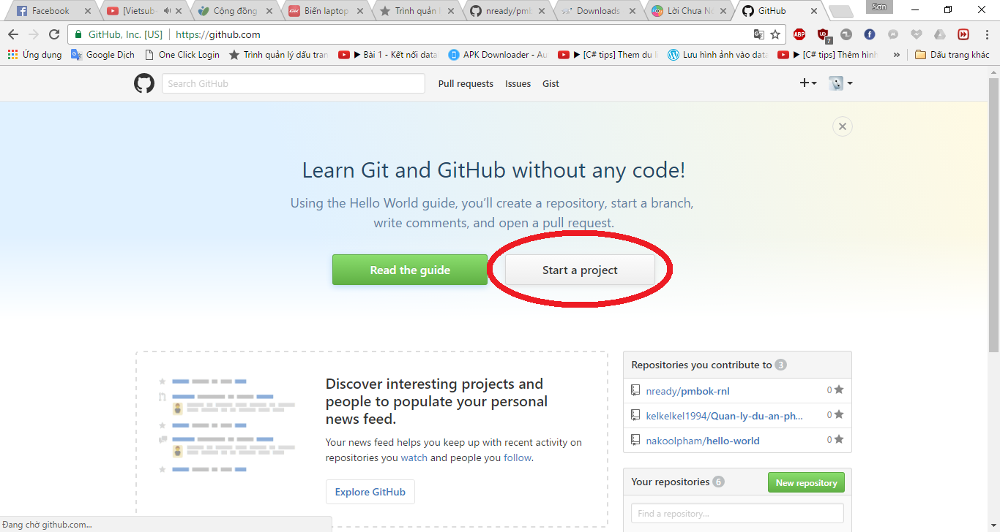 Facebook
[Vietsub
Cộng đồng
Biến laptop
Trình quản
nready/pmb
Downloads
Lời Chưa Nó
GitHub
Sơn
GitHub, Inc. [US]
https://github.com
ABP
7
Ứng dụng
Google Dịch
One Click Login
Trình quản lý dấu tran
Bài 1 - Kết nối data
APK Downloader - Au
[C# tips] Them du li
Lưu hình ảnh vào data
[C# tips] Thêm hình
»
Dấu trang khác
Search GitHub
Pull requests
Issues
Gist
Learn Git and GitHub without any code!
Using the Hello World guide, you’ll create a repository, start a branch,
write comments, and open a pull request.
Read the guide
Start a project
Discover interesting projects and
people to populate your personal
news feed.
Your news feed helps you keep up with recent activity on
repositories you watch and people you follow.
Explore GitHub
Repositories you contribute to 3
nready/pmbok-rnl 0
kelkelkel1994/Quan-ly-du-an-ph... 0
nakoolpham/hello-world 0
Your repositories 6
New repository
Find a repository...
Đang chờ github.com...